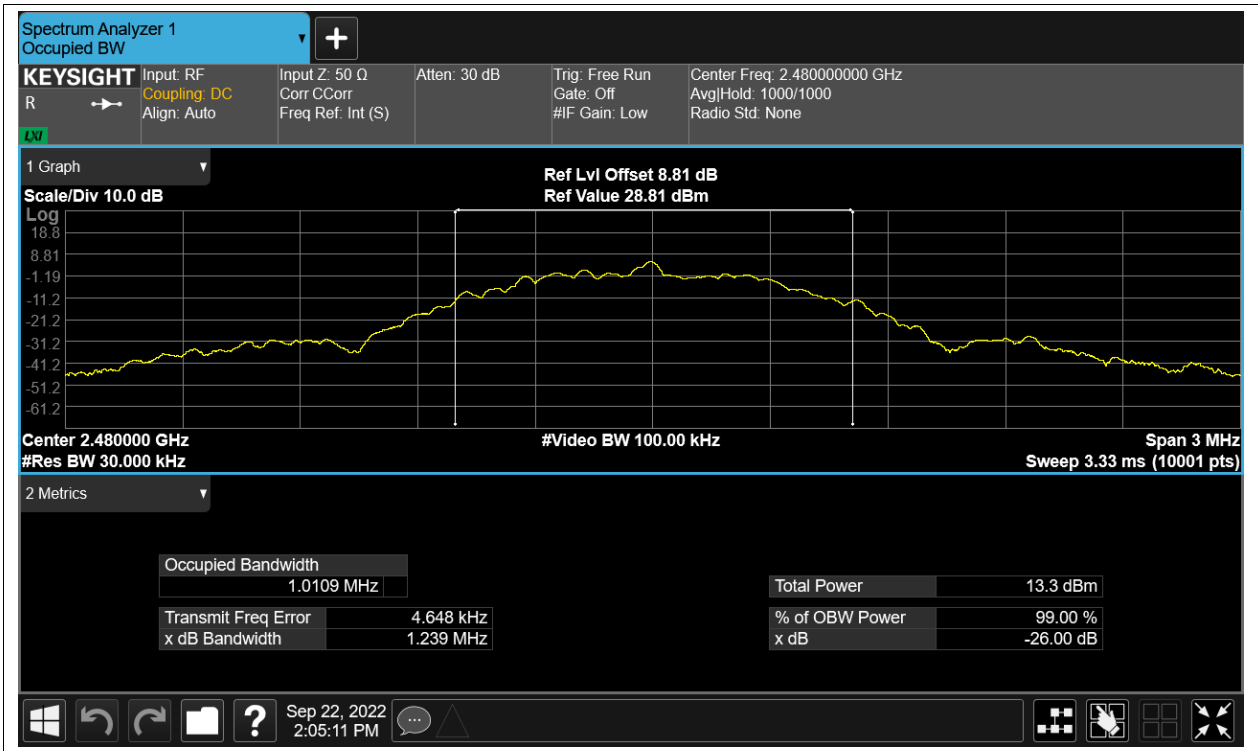 Spectrum Analyzer 1
Occupied BW
KEYSIGHT
R
LXI
Input: RF
Coupling: DC
Align: Auto
Input Z: 50 Ω
Corr CCorr
Freq Ref: Int (S)
Atten: 30 dB
Trig: Free Run
Gate: Off
#IF Gain: Low
Center Freq: 2.480000000 GHz
Avg|Hold: 1000/1000
Radio Std: None
1 Graph
Scale/Div 10.0 dB
Ref Lvl Offset 8.81 dB
Ref Value 28.81 dBm
Log
18.8
8.81
-1.19
-11.2
-21.2
-31.2
-41.2
-51.2
-61.2
Center 2.480000 GHz
#Res BW 30.000 kHz
#Video BW 100.00 kHz
Span 3 MHz
Sweep 3.33 ms (10001 pts)
2 Metrics
Occupied Bandwidth
1.0109 MHz
Transmit Freq Error 4.648 kHz
x dB Bandwidth 1.239 MHz
Total Power 13.3 dBm
% of OBW Power 99.00 %
x dB -26.00 dB
?
Sep 22, 2022
2:05:11 PM